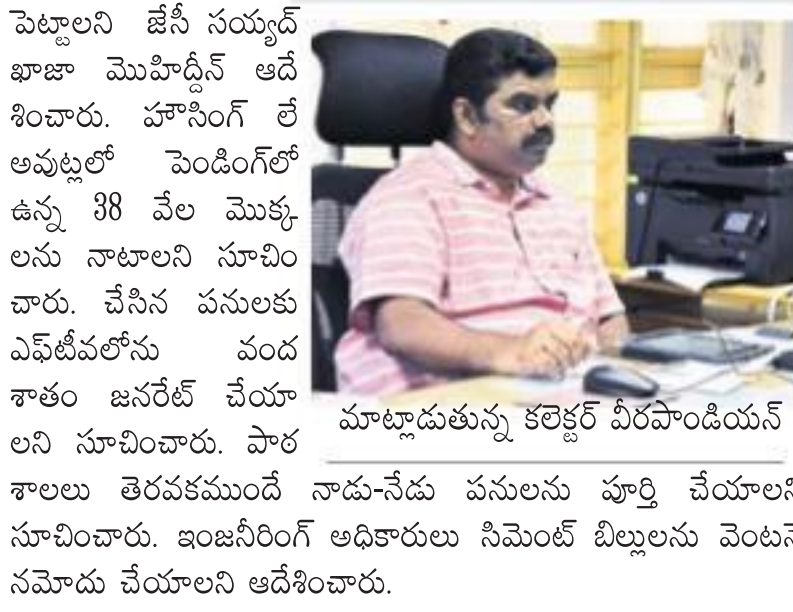 పెట్టాలని జేసీ సయ్యద్
ఖాజా మొహిద్దీన్ ఆదే
శించారు. హౌసింగ్ లే
అవుట్లలో పెండింగ్‌లో
ఉన్న 38 వేల మొక్క
లను నాటాలని సూచిం
చారు. చేసిన పనులకు
ఎఫ్‌టీవలోను వంద
శాతం జనరేట్ చేయా
లని సూచించారు. పాఠ
మాట్లాడుతున్న కలెక్టర్ వీరపాండియన్
శాలలు తెరవకముందే నాడు-నేడు పనులను పూర్తి చేయాలని
సూచించారు. ఇంజనీరింగ్ అధికారులు సిమెంట్ బిల్లులను వెంటనే
నమోదు చేయాలని ఆదేశించారు.